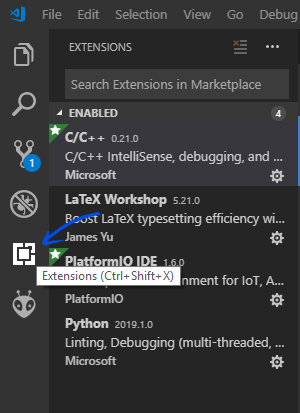 File Edit Selection View Go Debug
EXTENSIONS
Search Extensions in Marketplace
ENABLED 4
C/C++ 0.21.0
C/C++ IntelliSense, debugging, and ...
Microsoft
1
LaTeX Workshop 5.21.0
Boost LaTeX typesetting efficiency wi...
James Yu
PlatformIO IDE 1.6.0
Extensions (Ctrl+Shift+X) nment for IoT, A...
PlatformIO
Python 2019.1.0
Linting, Debugging (multi-threaded, ...
Microsoft